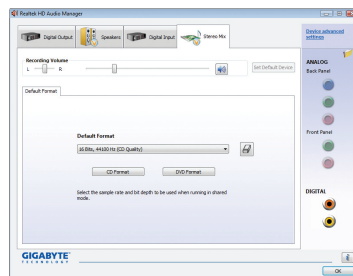 Realtek HD Audio Manager
Digital Output
Speakers
Digital Input
Stereo Mix
Device advanced
settings
Recording Volume
L
R
Set Default Device
ANALOG
Back Panel
Default Format
Default Format
16 Bits, 44100 Hz (CD Quality)
CD Format
DVD Format
Select the sample rate and bit depth to be used when running in shared
mode.
Front Panel
DIGITAL
GIGABYTE
TECHNOLOGY
i
OK